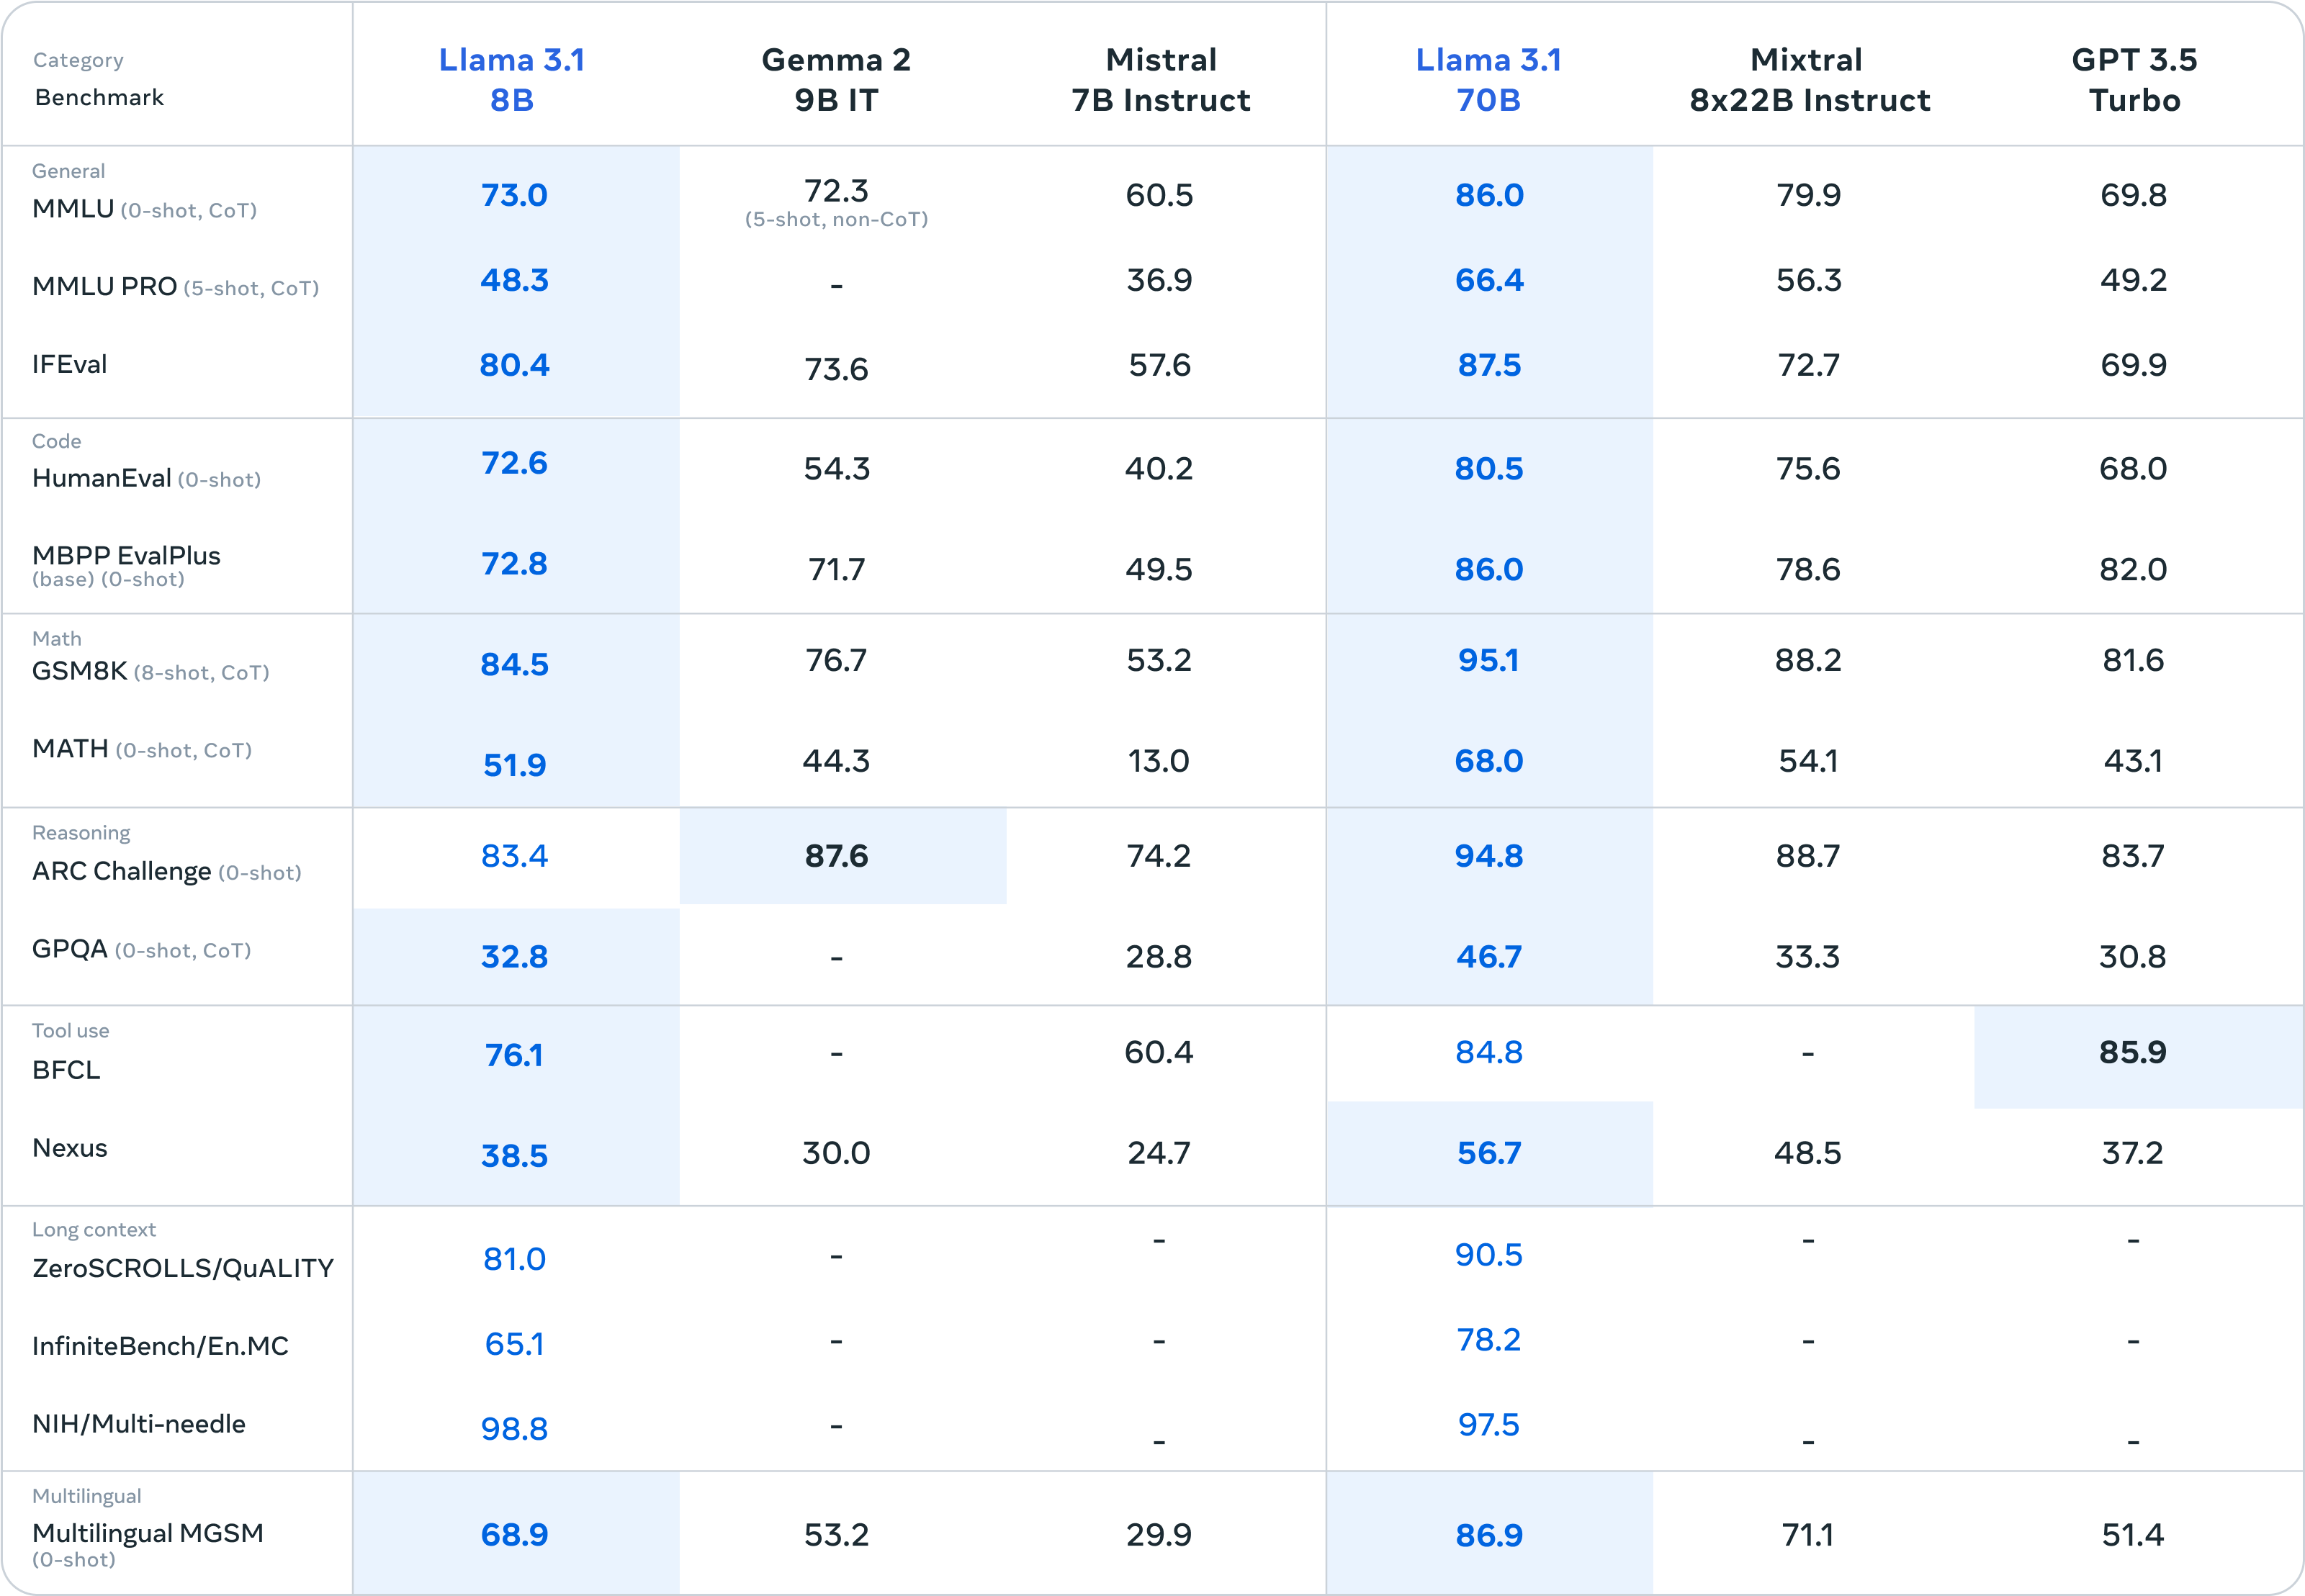 Category
Benchmark
Llama 3.1
8B
Gemma 2
9B IT
Mistral
7B Instruct
Llama 3.1
70B
Mixtral
8x22B Instruct
GPT 3.5
Turbo
General
MMLU (0-shot, CoT) 73.0 72.3 60.5 86.0 79.9 69.8
(5-shot, non-CoT)
MMLU PRO (5-shot, CoT) 48.3 - 36.9 66.4 56.3 49.2
IFEval 80.4 73.6 57.6 87.5 72.7 69.9
Code
HumanEval (0-shot) 72.6 54.3 40.2 80.5 75.6 68.0
MBPP EvalPlus 72.8 71.7 49.5 86.0 78.6 82.0
(base) (0-shot)
Math
GSM8K (8-shot, CoT) 84.5 76.7 53.2 95.1 88.2 81.6
MATH (0-shot, CoT) 51.9 44.3 13.0 68.0 54.1 43.1
Reasoning
ARC Challenge (0-shot) 83.4 87.6 74.2 94.8 88.7 83.7
GPQA (0-shot, CoT) 32.8 - 28.8 46.7 33.3 30.8
Tool use
BFCL 76.1 - 60.4 84.8 - 85.9
Nexus 38.5 30.0 24.7 56.7 48.5 37.2
Long context
ZeroSCROLLS/QuALITY 81.0 - - 90.5 - -
InfiniteBench/En.MC 65.1 - - 78.2 - -
NIH/Multi-needle 98.8 - - 97.5 - -
Multilingual
Multilingual MGSM 68.9 53.2 29.9 86.9 71.1 51.4
(0-shot)